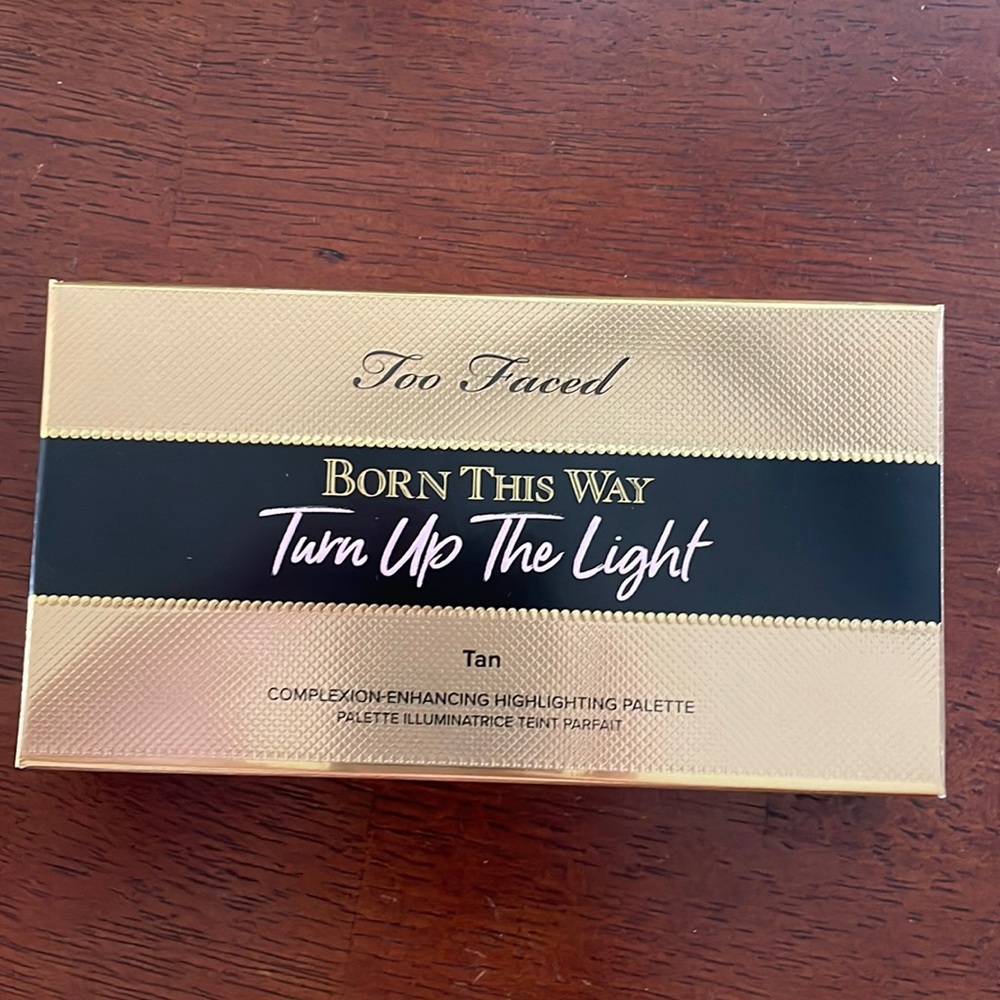 Too Faced
BORN THIS WAY
Turn Up The Light
Tan
COMPLEXION-ENHANCING HIGHLIGHTING PALETTE
PALETTE ILLUMINATRICE TEINT PARFAIT